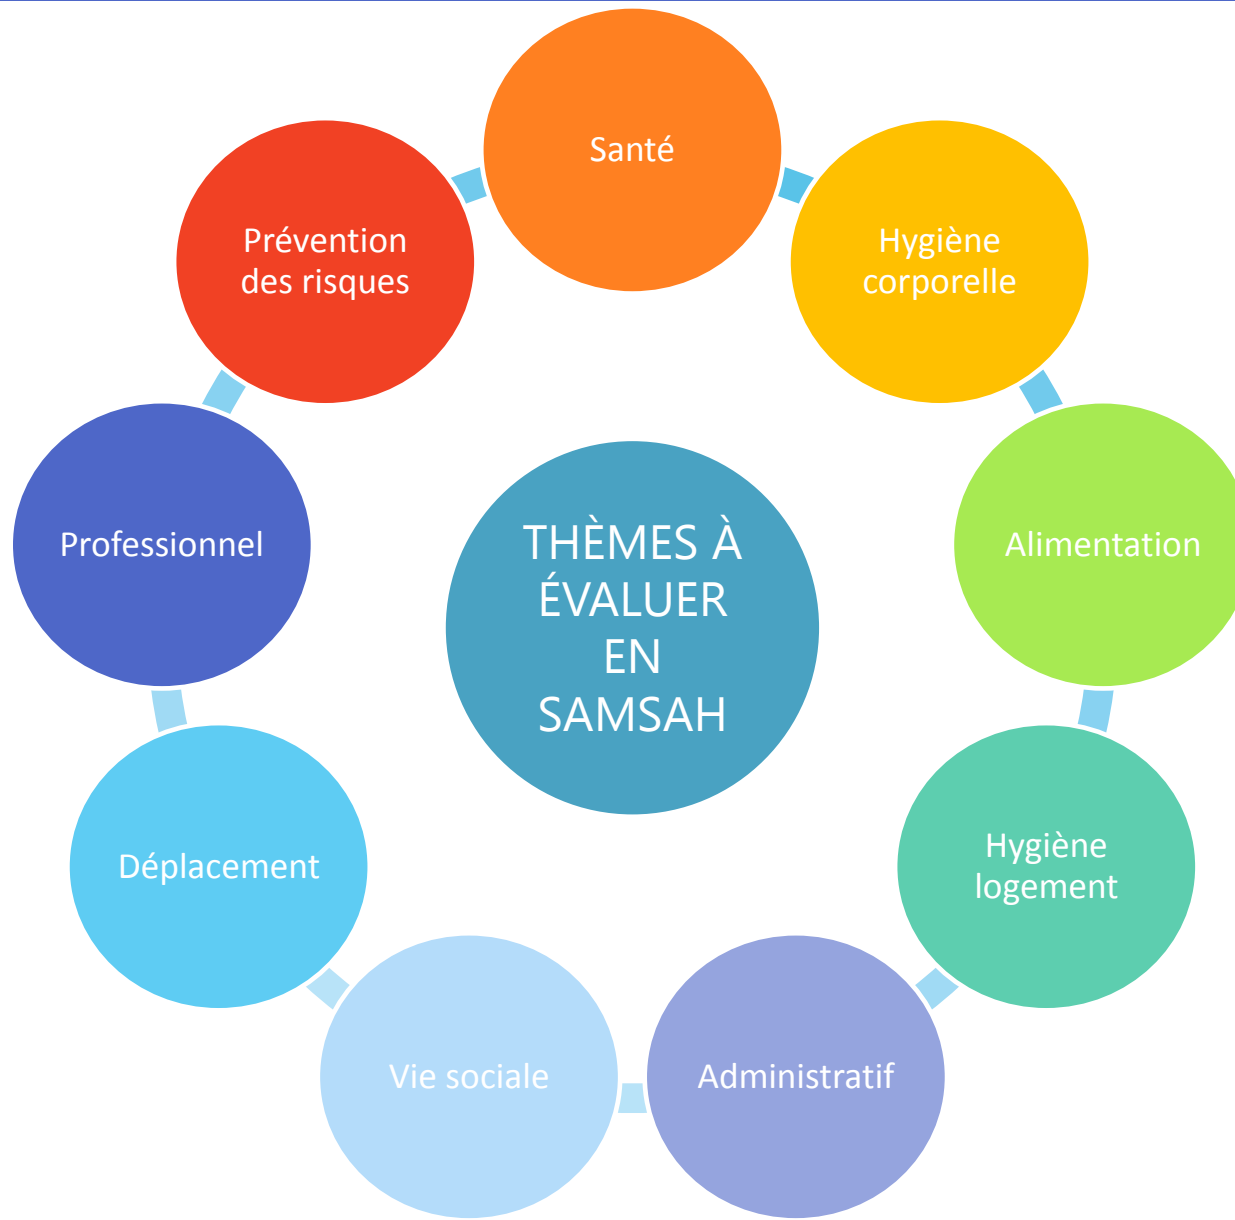 Santé
Hygiène
corporelle
Alimentation
Hygiène
logement
Administratif
Vie sociale
Déplacement
Professionnel
Prévention
des risques
THÈMES À
ÉVALUER
EN
SAMSAH